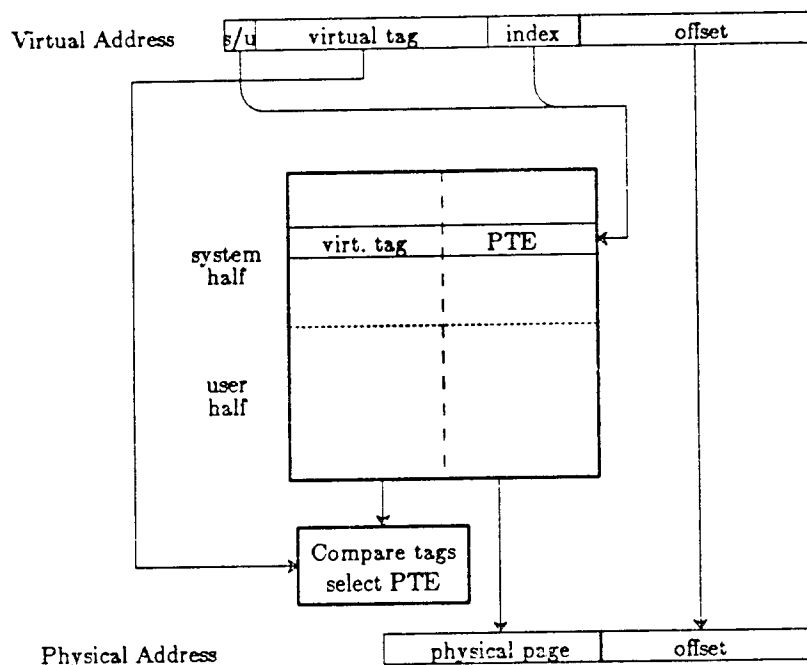 Virtual Address s/u virtual tag index offset
virt. tag PTE
system
half
user
half
Compare tags
select PTE
physical page offset
Physical Address